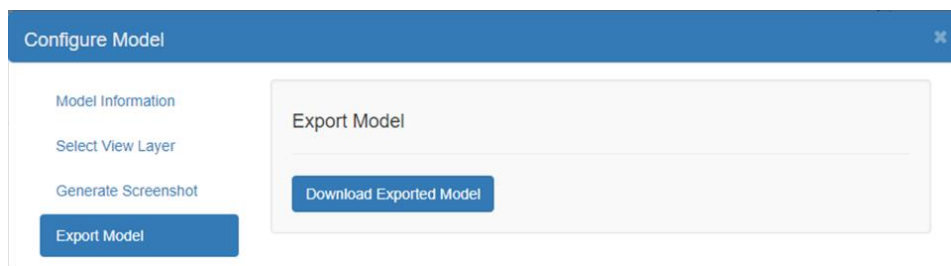 Configure Model
Model Information
Select View Layer
Generate Screenshot
Export Model
Export Model
Download Exported Model